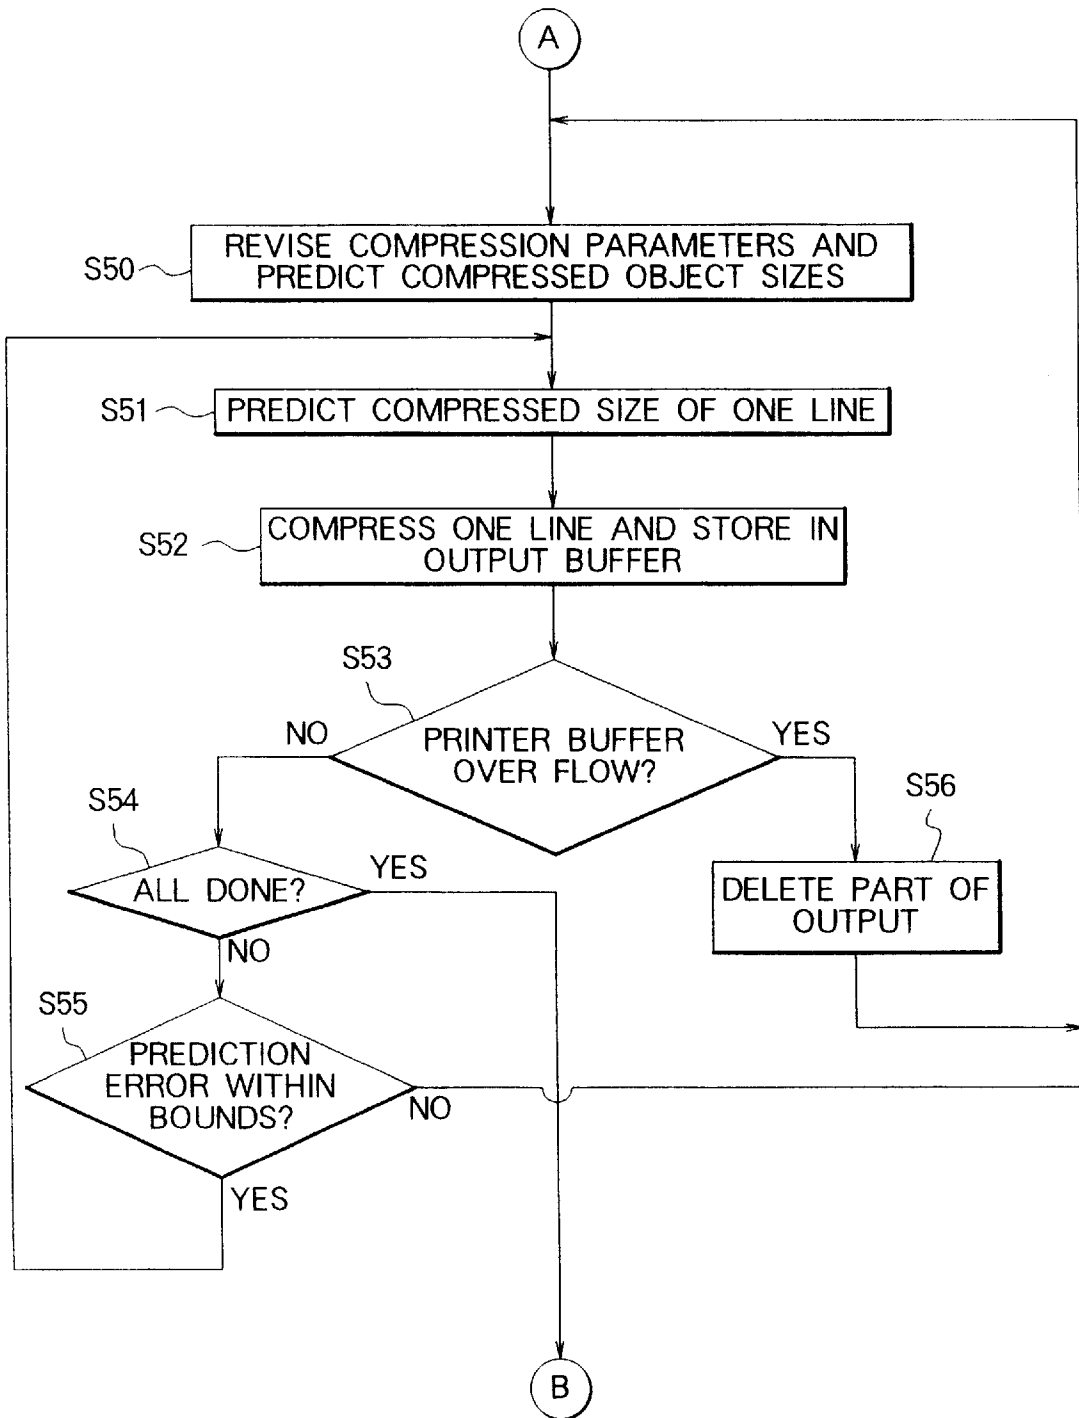 A
REVISE COMPRESSION PARAMETERS AND
PREDICT COMPRESSED OBJECT SIZES
S50
PREDICT COMPRESSED SIZE OF ONE LINE
S51
COMPRESS ONE LINE AND STORE IN
OUTPUT BUFFER
S52
S53
PRINTER BUFFER
OVER FLOW?
NO
YES
S54
ALL DONE?
YES
NO
S56
DELETE PART OF
OUTPUT
S55
PREDICTION
ERROR WITHIN
BOUNDS?
NO
YES
B